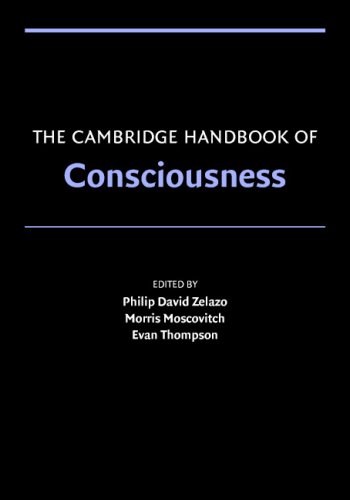 THE CAMBRIDGE HANDBOOK OF
Consciousness
EDITED BY
Philip David Zelazo
Morris Moscovitch
Evan Thompson